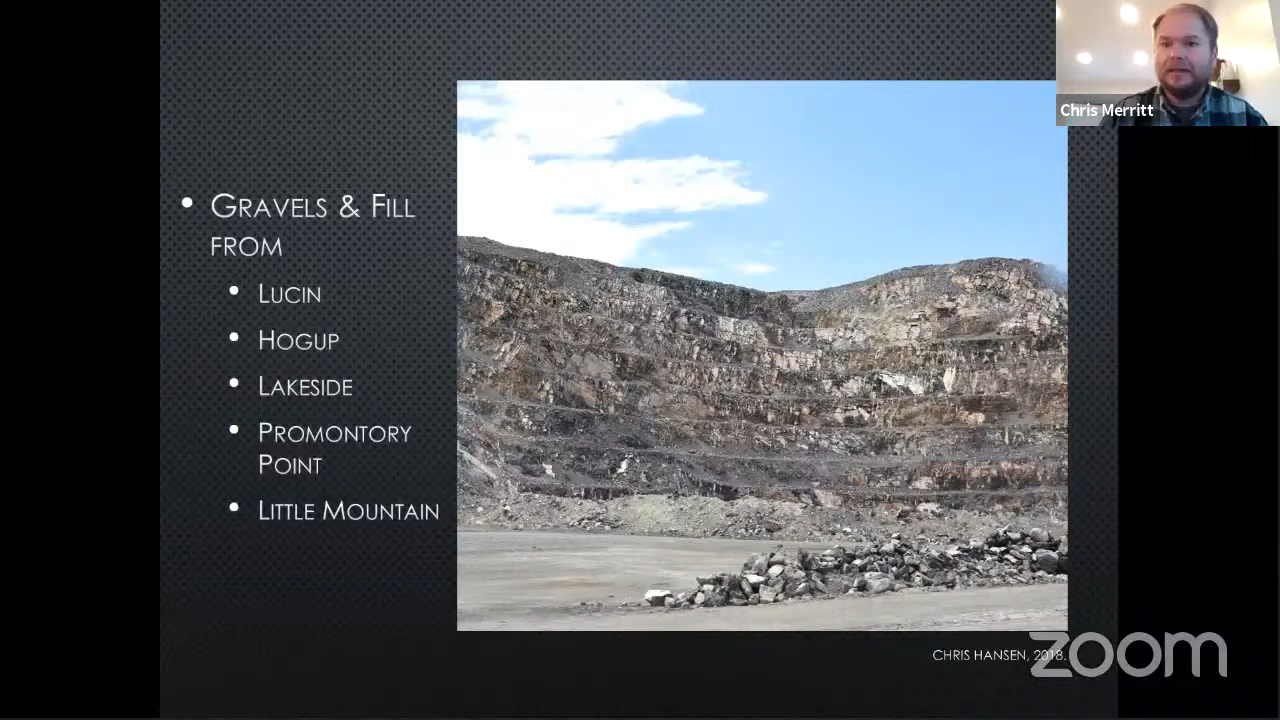 Chris Merritt
• GRAVELS & FILL
FROM
• LUCIN
• HOGUP
• LAKESIDE
• PROMONTORY
POINT
• LITTLE MOUNTAIN
CHRIS HANSEN, 2018.
zoom